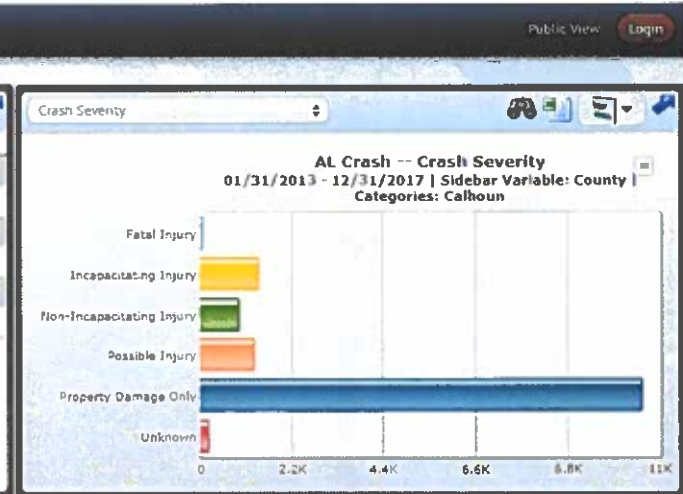 Public View Login
Crash Severity
AL Crash -- Crash Severity
01/31/2013 - 12/31/2017 | Sidebar Variable: County |
Categories: Calhoun
Fatal Injury
Incapacitating Injury
Non-Incapacitating Injury
Possible Injury
Property Damage Only
Unknown
0 2.2K 4.4K 6.6K 8.8K 11K